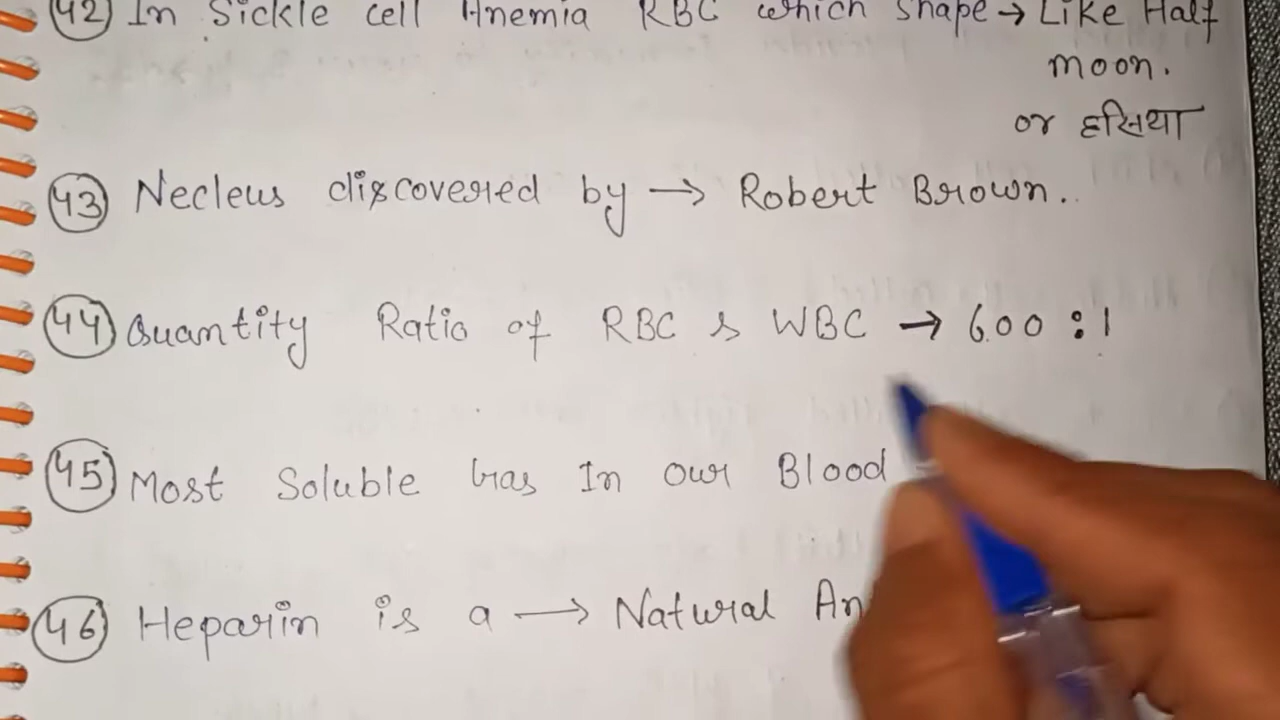 42 In Sickle cell Anemia RBC which shape → Like Half
moon.
or हसिया
43 Necleus discovered by → Robert Brown.
44 Quantity Ratio of RBC & WBC → 600 : 1
45 Most Soluble Gas In our Blood
46 Heparin is a → Natural An